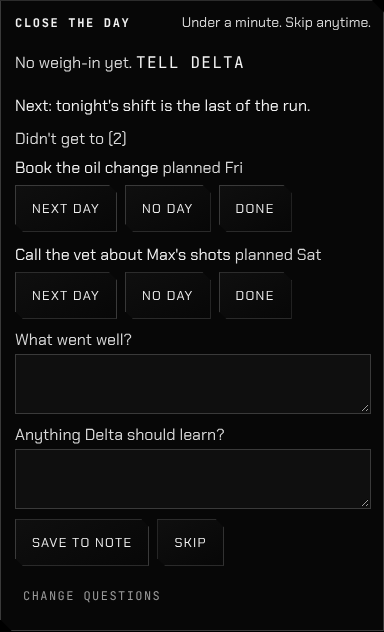 CLOSE THE DAY Under a minute. Skip anytime.
No weigh-in yet. TELL DELTA
Next: tonight's shift is the last of the run.
Didn't get to (2)
Book the oil change planned Fri
NEXT DAY NO DAY DONE
Call the vet about Max's shots planned Sat
NEXT DAY NO DAY DONE
What went well?
Anything Delta should learn?
SAVE TO NOTE SKIP
CHANGE QUESTIONS